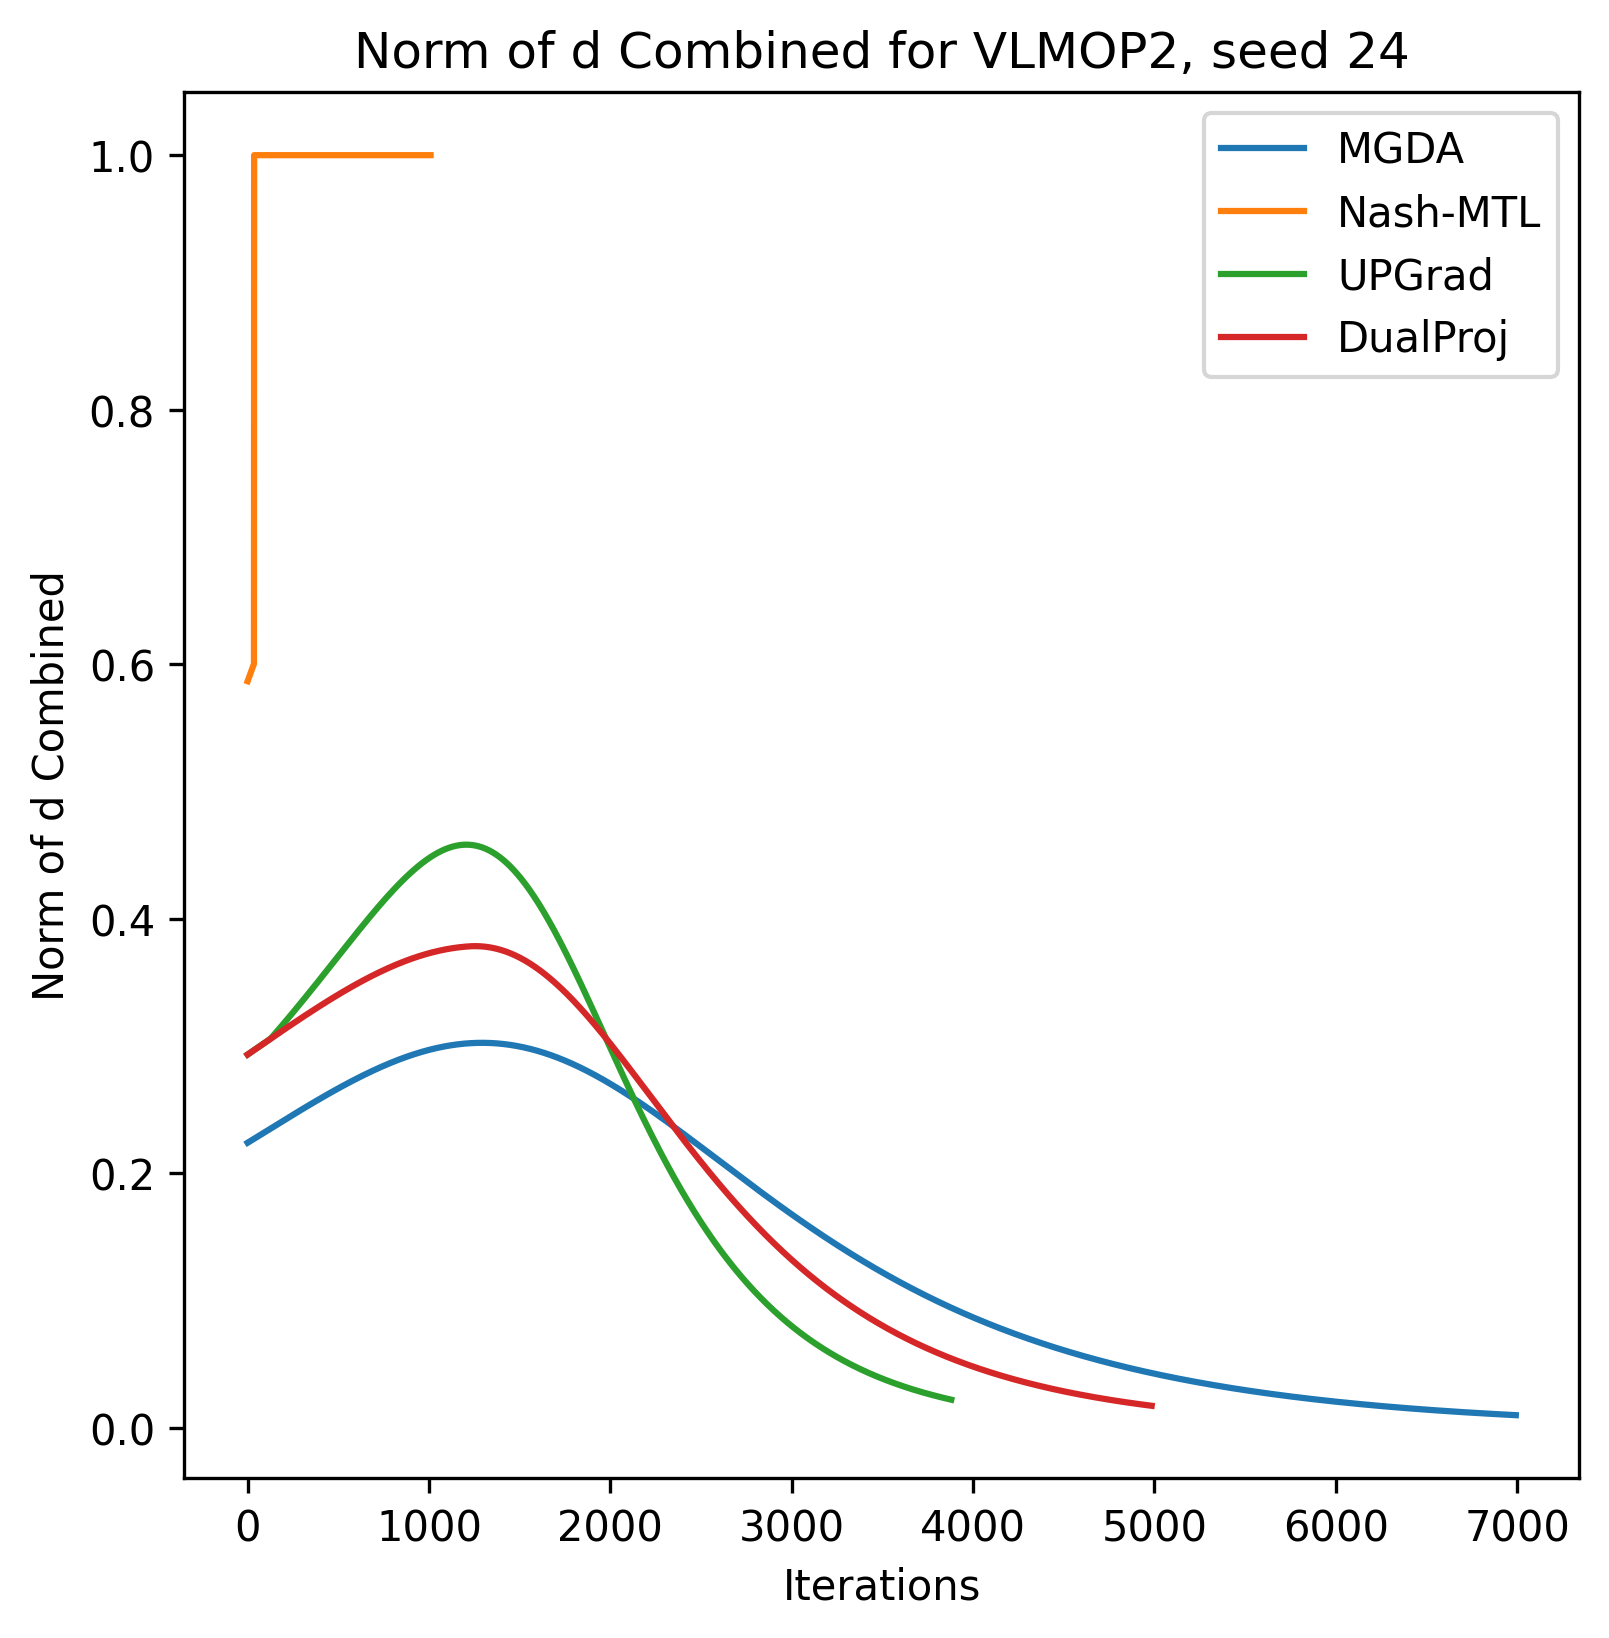 Norm of d Combined for VLMOP2, seed 24
MGDA
Nash-MTL
UPGrad
DualProj
Norm of d Combined
1.0
0.8
0.6
0.4
0.2
0.0
0 1000 2000 3000 4000 5000 6000 7000
Iterations